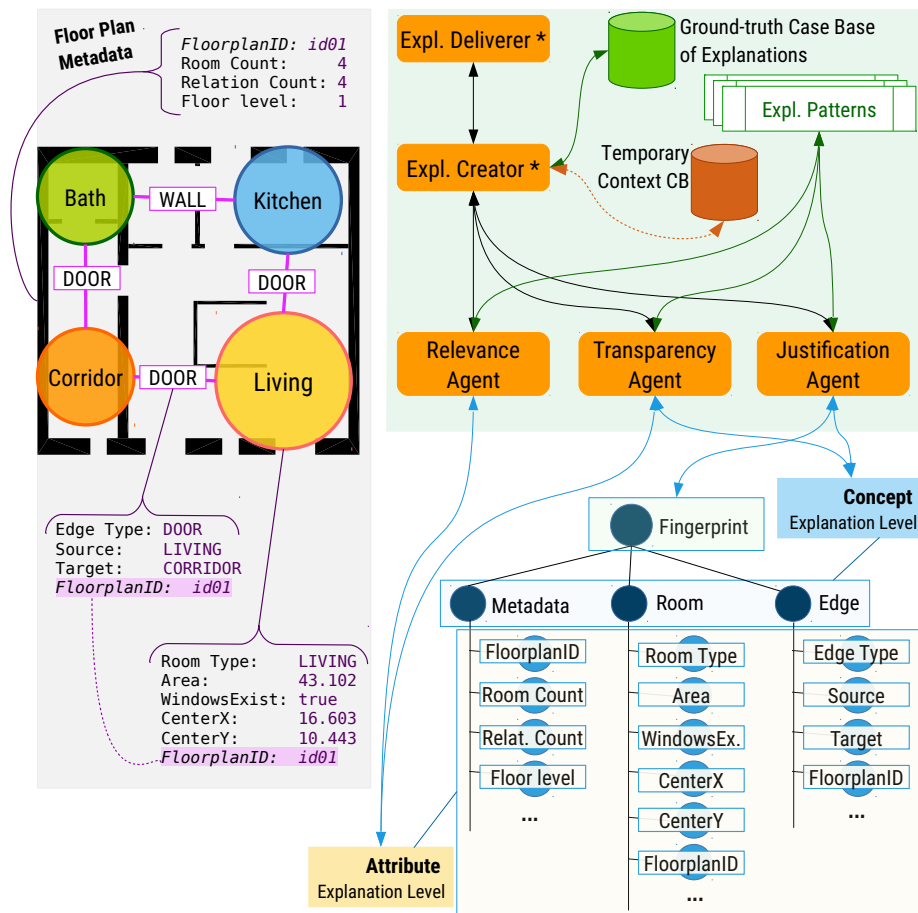 Floor Plan
Metadata
FloorplanID: id01
Room Count: 4
Relation Count: 4
Floor level: 1
Bath
WALL
Kitchen
DOOR
DOOR
Corridor
DOOR
Living
Edge Type: DOOR
Source: LIVING
Target: CORRIDOR
FloorplanID: id01
Room Type: LIVING
Area: 43.102
WindowsExist: true
CenterX: 16.603
CenterY: 10.443
FloorplanID: id01
Expl. Deliverer *
Ground-truth Case Base
of Explanations
Expl. Patterns
Expl. Creator *
Temporary
Context CB
Relevance
Agent
Transparency
Agent
Justification
Agent
Concept
Explanation Level
Fingerprint
Metadata
Room
Edge
FloorplanID
Room Count
Relat. Count
Floor level
...
Room Type
Area
WindowsEx.
CenterX
CenterY
FloorplanID
...
Edge Type
Source
Target
FloorplanID
...
Attribute
Explanation Level